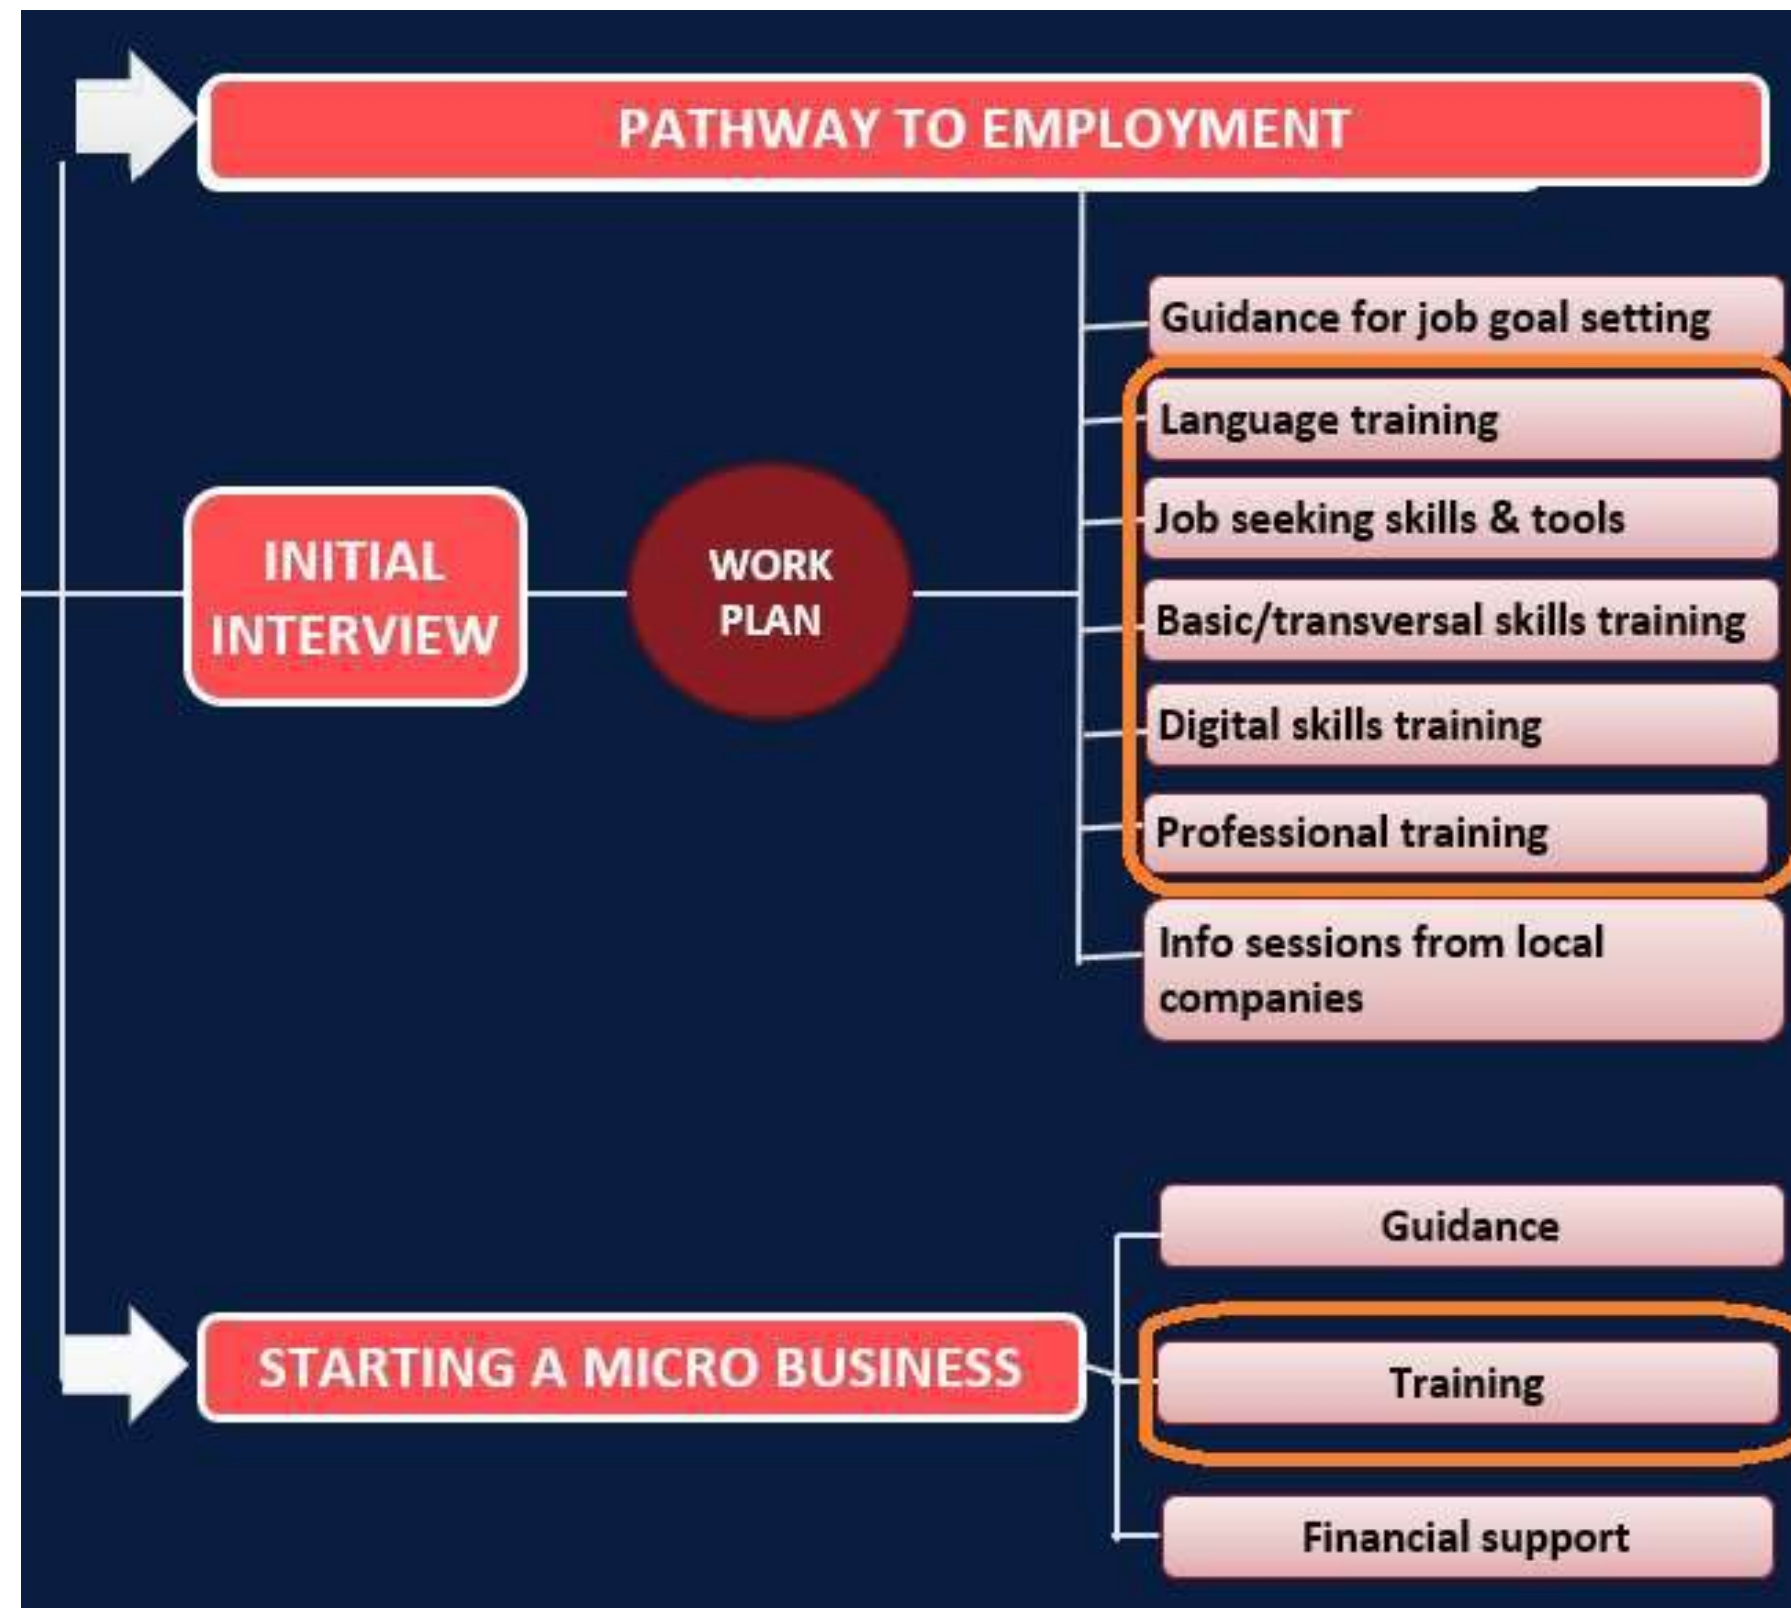 PATHWAY TO EMPLOYMENT
Guidance for job goal setting
Language training
Job seeking skills & tools
Basic/transversal skills training
Digital skills training
Professional training
Info sessions from local
companies
INITIAL
INTERVIEW
WORK
PLAN
STARTING A MICRO BUSINESS
Guidance
Training
Financial support